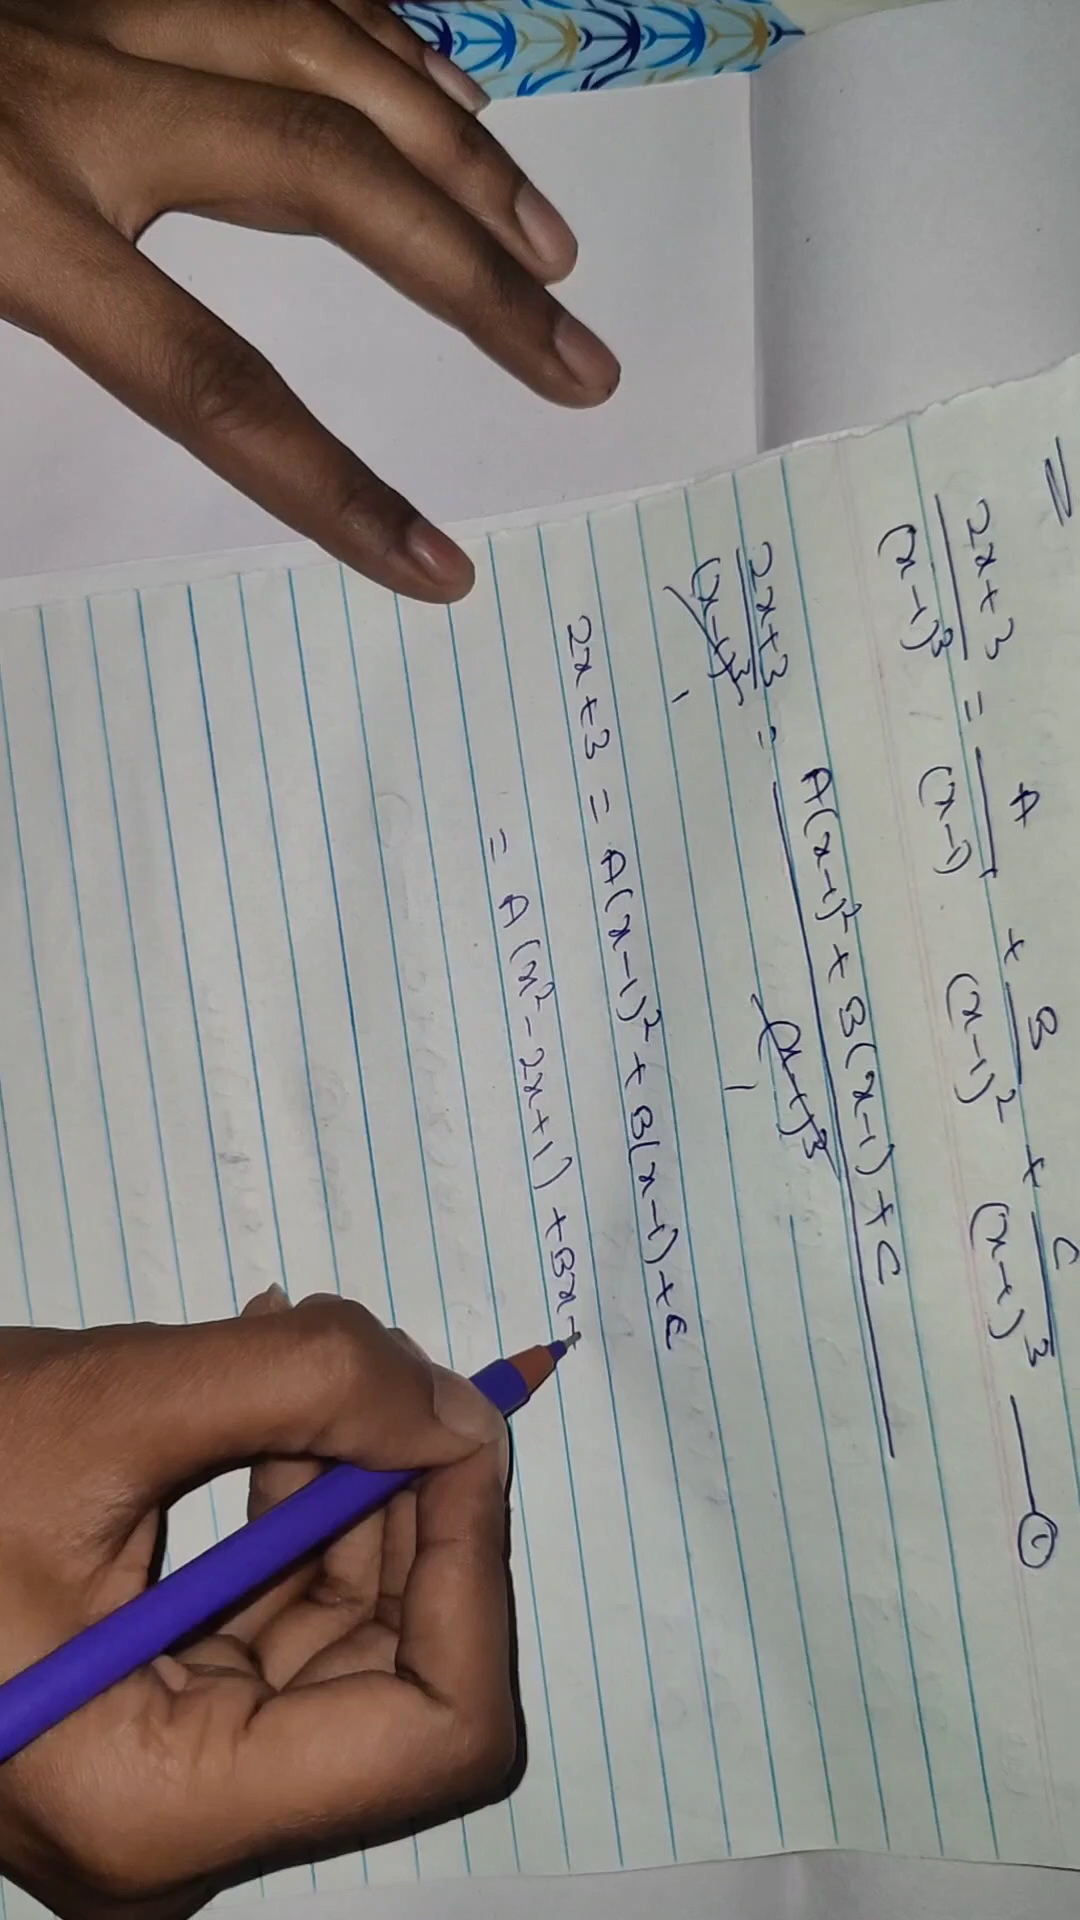 2x+3/(x-1)³ = A/(x-1) + B/(x-1)² + C/(x-1)³ — ①
2x+3/(x-1)³ = A(x-1)² + B(x-1) + C/(x-1)³
2x+3 = A(x-1)² + B(x-1) + C
= A(x² - 2x+1) + Bx -